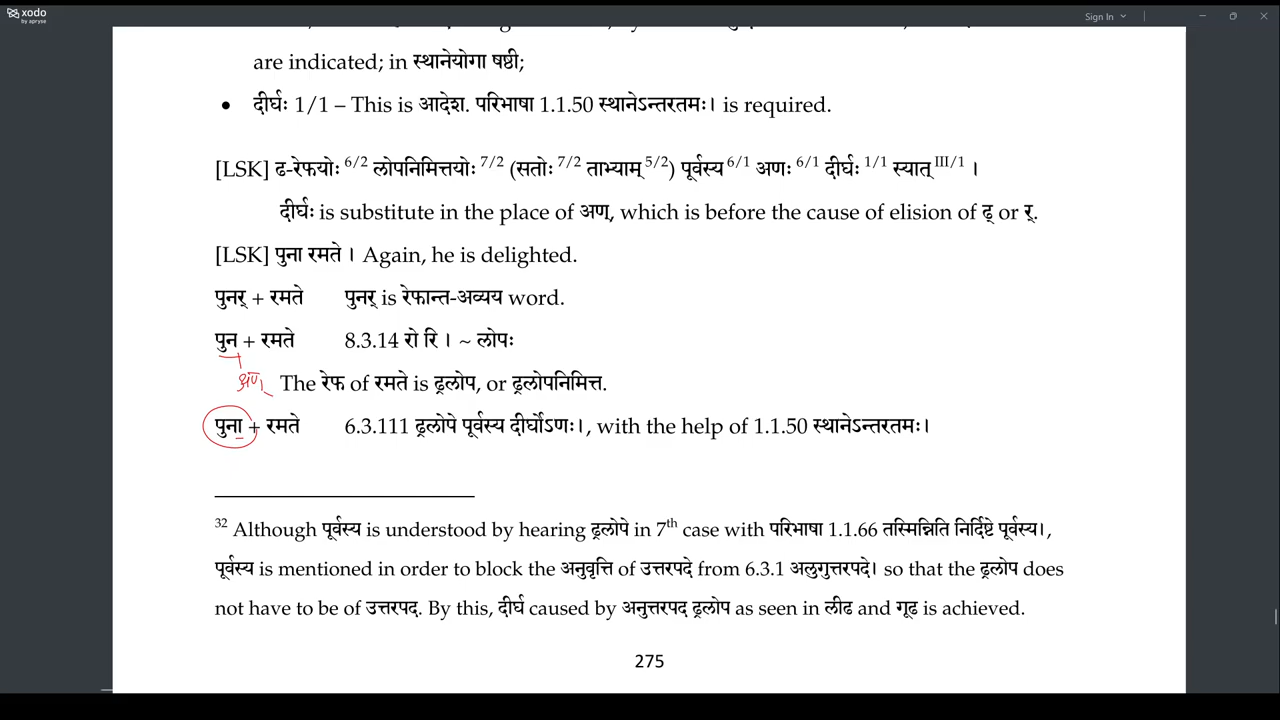 xodo
by apryse
Sign In
are indicated; in स्थानेयोगा षष्ठी;
• दीर्घः 1/1 – This is आदेश. परिभाषा 1.1.50 स्थानेऽन्तरतमः। is required.
[LSK] ढ-रेफयोः 6/2 लोपनिमित्तयोः 7/2 (सतोः 7/2 ताभ्याम् 5/2) पूर्वस्य 6/1 अणः 6/1 दीर्घः 1/1 स्यात् III/1 ।
दीर्घः is substitute in the place of अण्, which is before the cause of elision of ढ् or र्.
[LSK] पुना रमते । Again, he is delighted.
पुनर् + रमते पुनर् is रेफान्त-अव्यय word.
पुन + रमते 8.3.14 रो रि । ~ लोपः
अण् The रेफ of रमते is ढ्रलोप, or ढ्रलोपनिमित्त.
पुना + रमते 6.3.111 ढ्रलोपे पूर्वस्य दीर्घोऽणः।, with the help of 1.1.50 स्थानेऽन्तरतमः।
32 Although पूर्वस्य is understood by hearing ढ्रलोपे in 7th case with परिभाषा 1.1.66 तस्मिन्निति निर्दिष्टे पूर्वस्य।,
पूर्वस्य is mentioned in order to block the अनुवृत्ति of उत्तरपदे from 6.3.1 अलुगुत्तरपदे। so that the ढ्रलोप does
not have to be of उत्तरपद. By this, दीर्घ caused by अनुत्तरपद ढ्रलोप as seen in लीढ and गूढ is achieved.
275